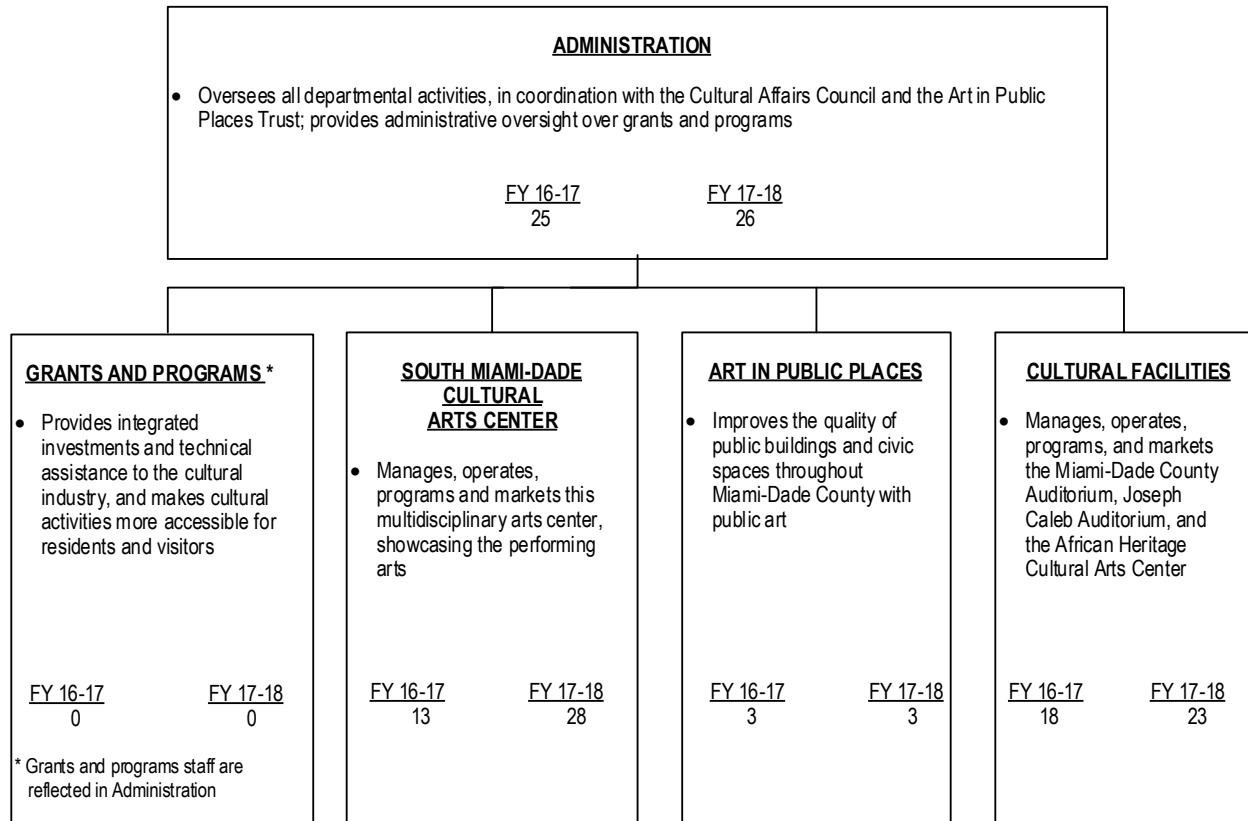 ADMINISTRATION
• Oversees all departmental activities, in coordination with the Cultural Affairs Council and the Art in Public
Places Trust; provides administrative oversight over grants and programs
FY 16-17 FY 17-18
25 26
GRANTS AND PROGRAMS *
• Provides integrated
investments and technical
assistance to the cultural
industry, and makes cultural
activities more accessible for
residents and visitors
FY 16-17 FY 17-18
0 0
* Grants and programs staff are
reflected in Administration
SOUTH MIAMI-DADE
CULTURAL
ARTS CENTER
• Manages, operates,
programs and markets this
multidisciplinary arts center,
showcasing the performing
arts
FY 16-17 FY 17-18
13 28
ART IN PUBLIC PLACES
• Improves the quality of
public buildings and civic
spaces throughout
Miami-Dade County with
public art
FY 16-17 FY 17-18
3 3
CULTURAL FACILITIES
• Manages, operates,
programs, and markets
the Miami-Dade County
Auditorium, Joseph
Caleb Auditorium, and
the African Heritage
Cultural Arts Center
FY 16-17 FY 17-18
18 23